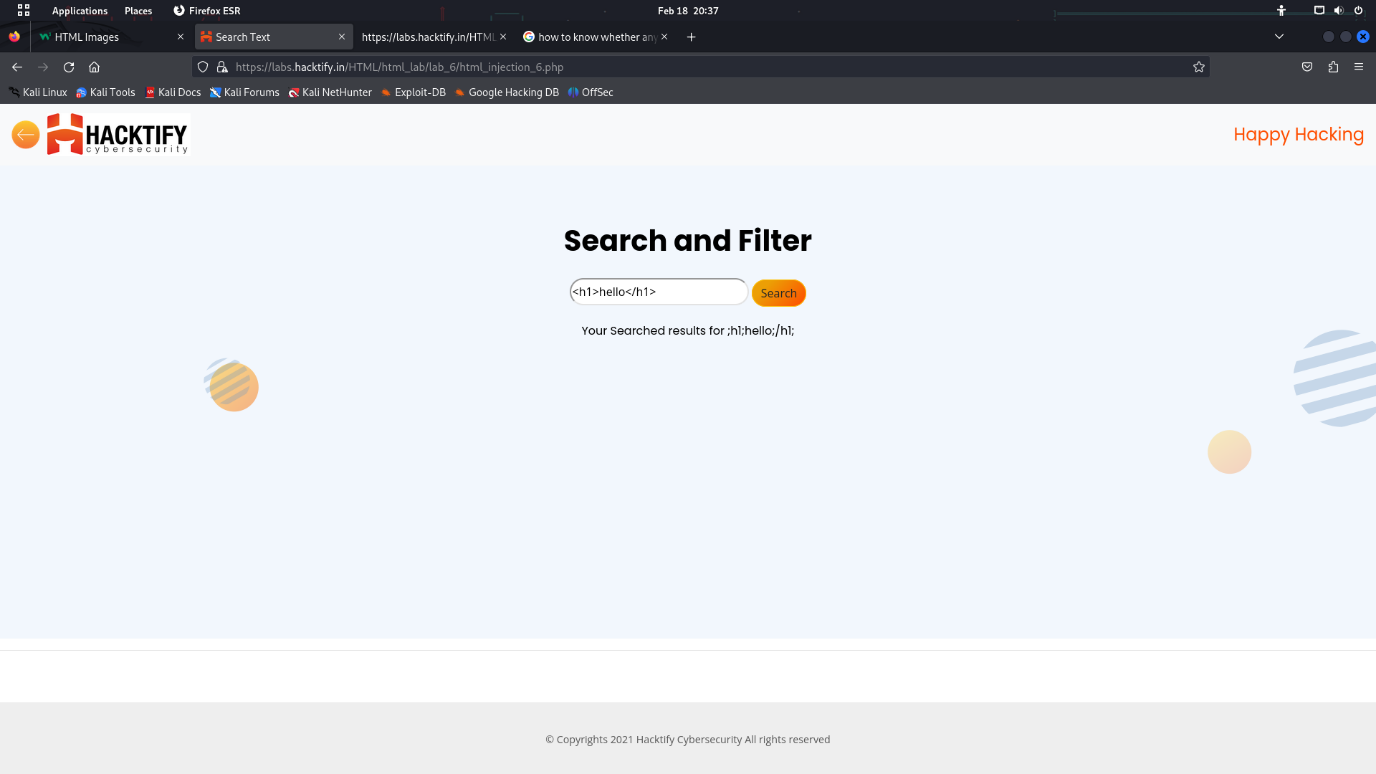 Applications Places Firefox ESR Feb 18 20:37
HTML Images Search Text https://labs.hacktify.in/HTML how to know whether any
https://labs.hacktify.in/HTML/html_lab/lab_6/html_injection_6.php
Kali Linux Kali Tools Kali Docs Kali Forums Kali NetHunter Exploit-DB Google Hacking DB OffSec
HACKTIFY
cybersecurity
Happy Hacking
Search and Filter
<h1>hello</h1> Search
Your Searched results for ;h1;hello;/h1;
© Copyrights 2021 Hacktify Cybersecurity All rights reserved